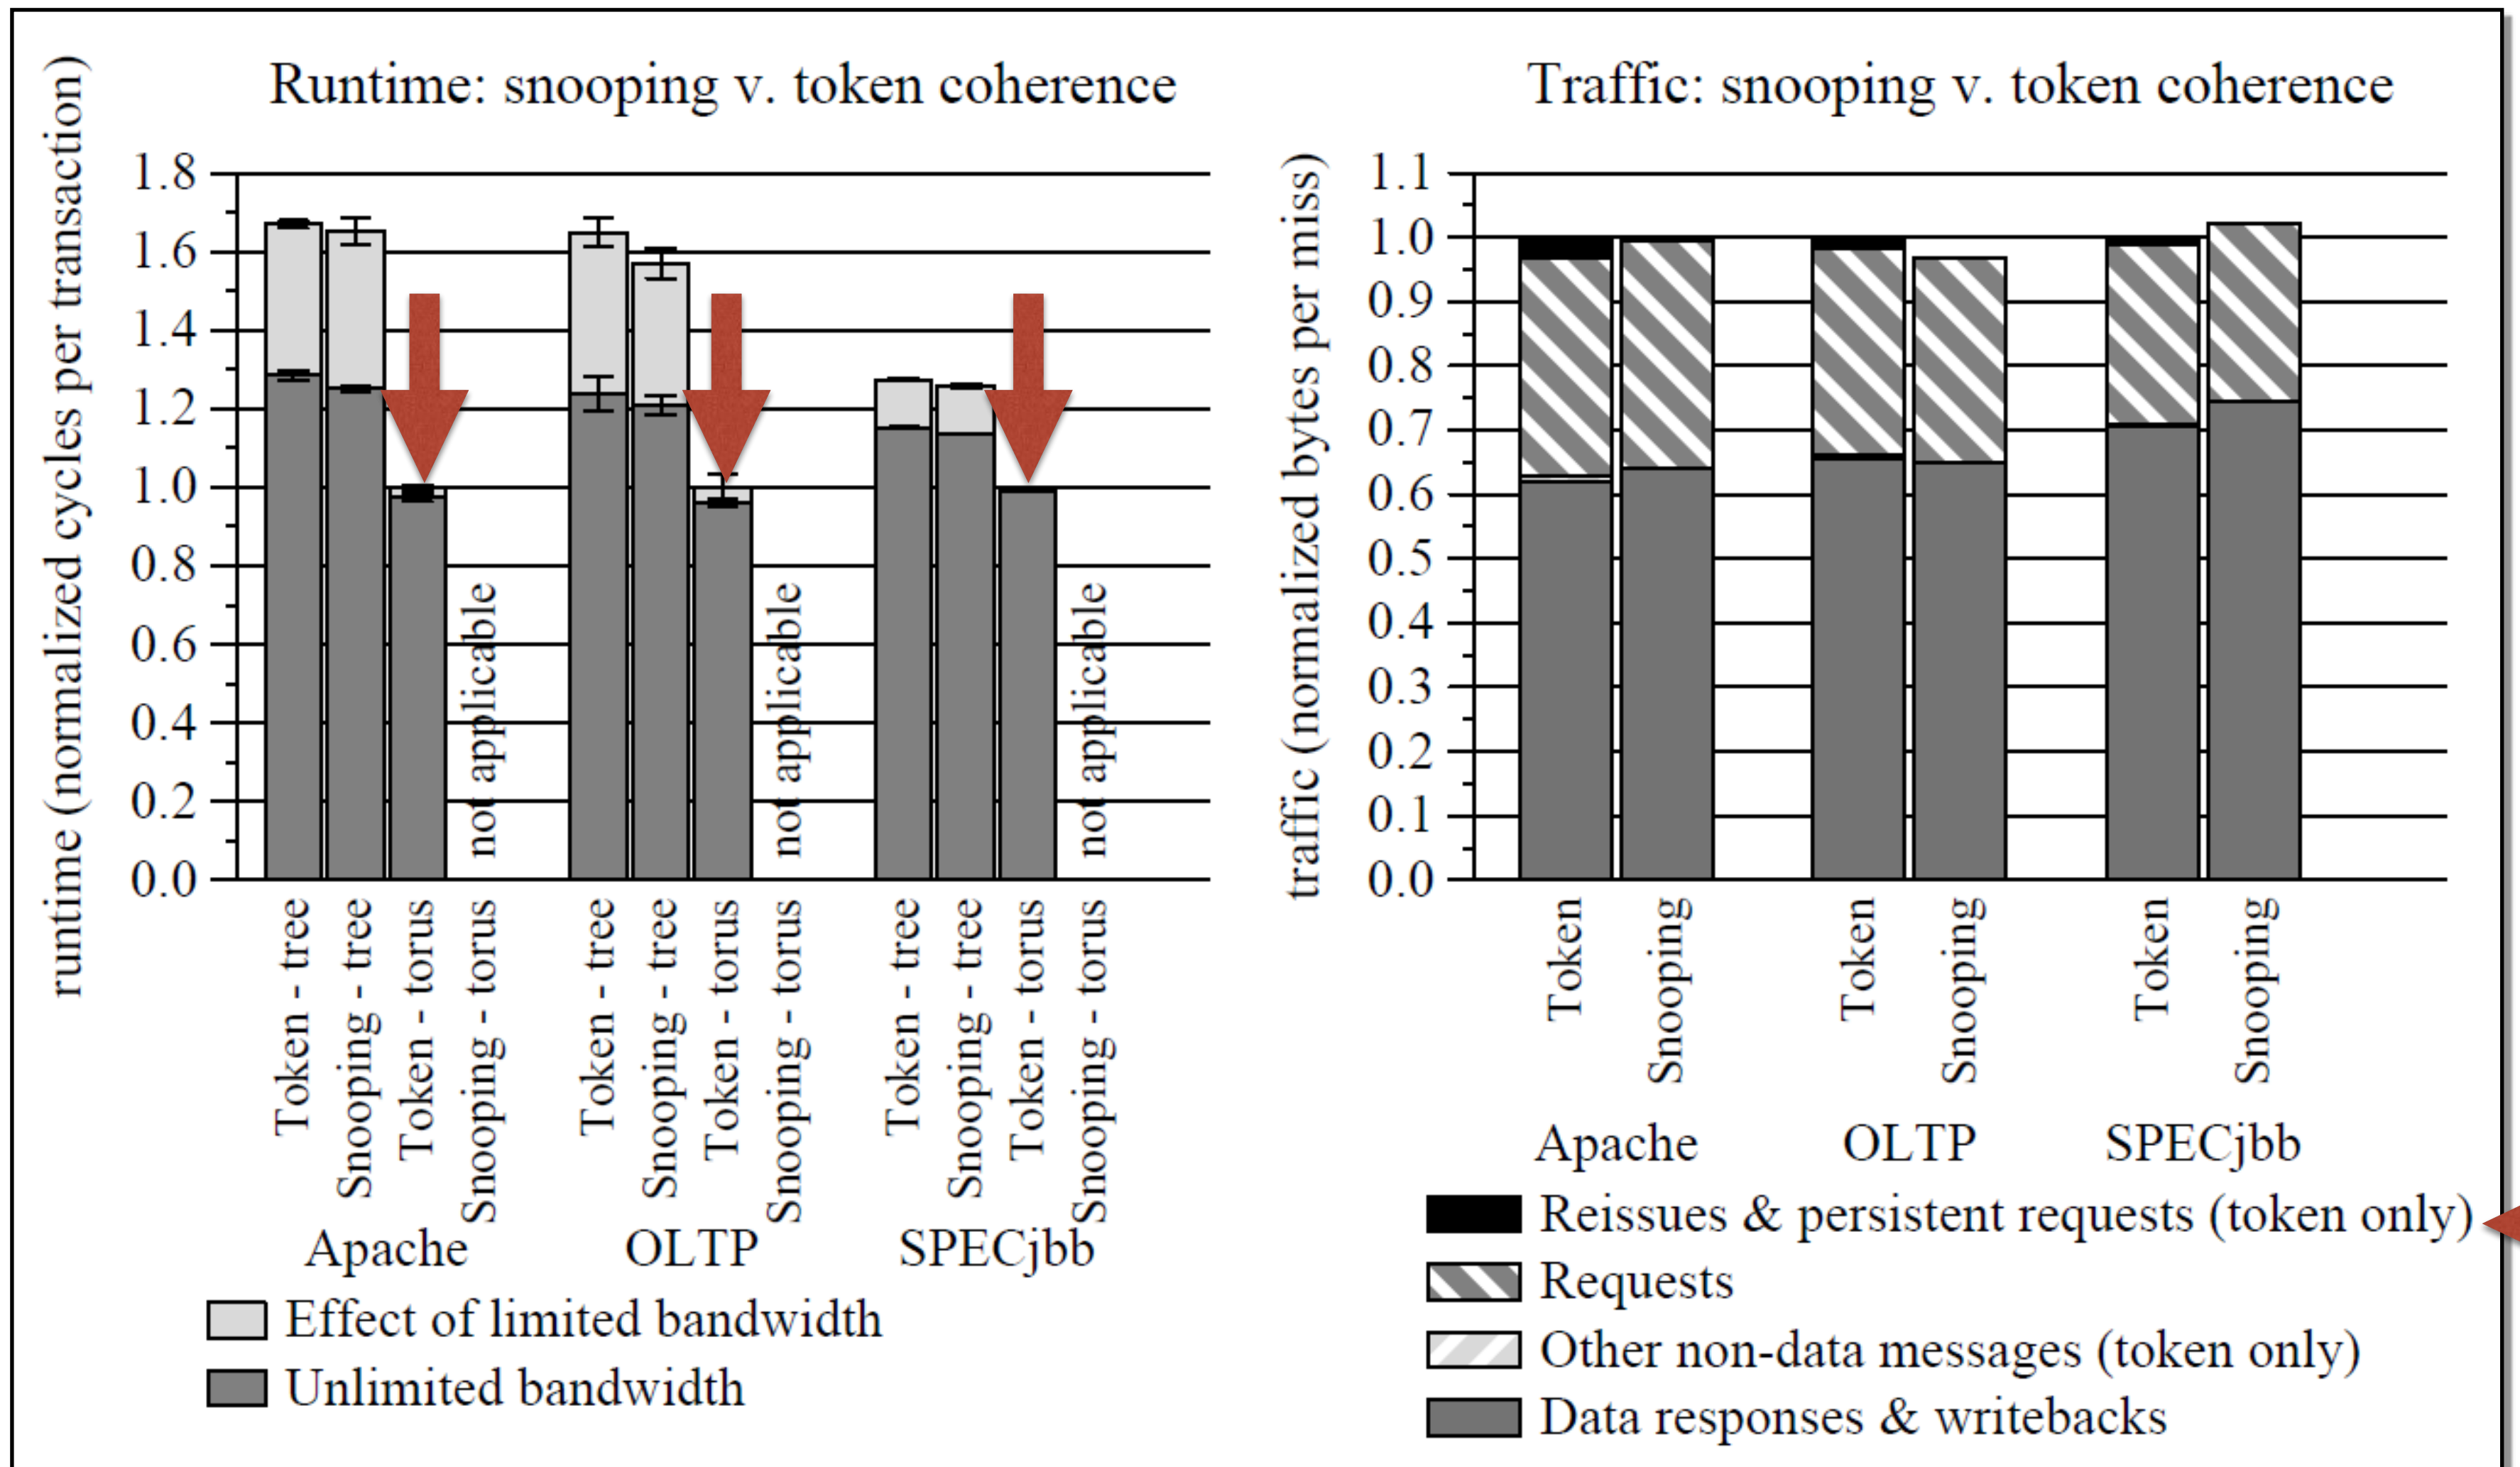 Runtime: snooping v. token coherence
runtime (normalized cycles per transaction)
1.8
1.6
1.4
1.2
1.0
0.8
0.6
0.4
0.2
0.0
not applicable
not applicable
not applicable
Token - tree
Snooping - tree
Token - torus
Snooping - torus
Token - tree
Snooping - tree
Token - torus
Snooping - torus
Token - tree
Snooping - tree
Token - torus
Snooping - torus
Apache
OLTP
SPECjbb
Effect of limited bandwidth
Unlimited bandwidth
Traffic: snooping v. token coherence
traffic (normalized bytes per miss)
1.1
1.0
0.9
0.8
0.7
0.6
0.5
0.4
0.3
0.2
0.1
0.0
Token
Snooping
Token
Snooping
Token
Snooping
Apache
OLTP
SPECjbb
Reissues & persistent requests (token only)
Requests
Other non-data messages (token only)
Data responses & writebacks